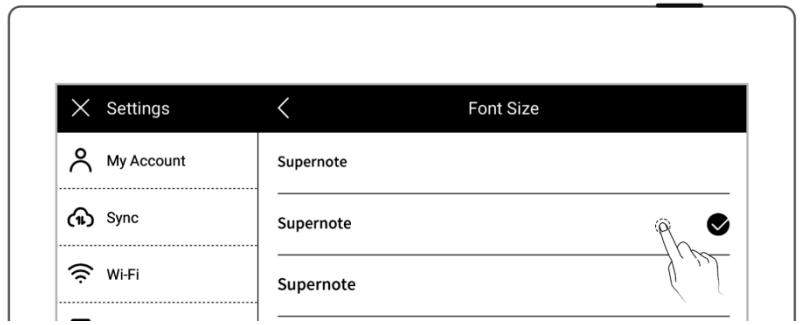 Settings
Font Size
My Account
Supernote
Sync
Supernote
Wi-Fi
Supernote